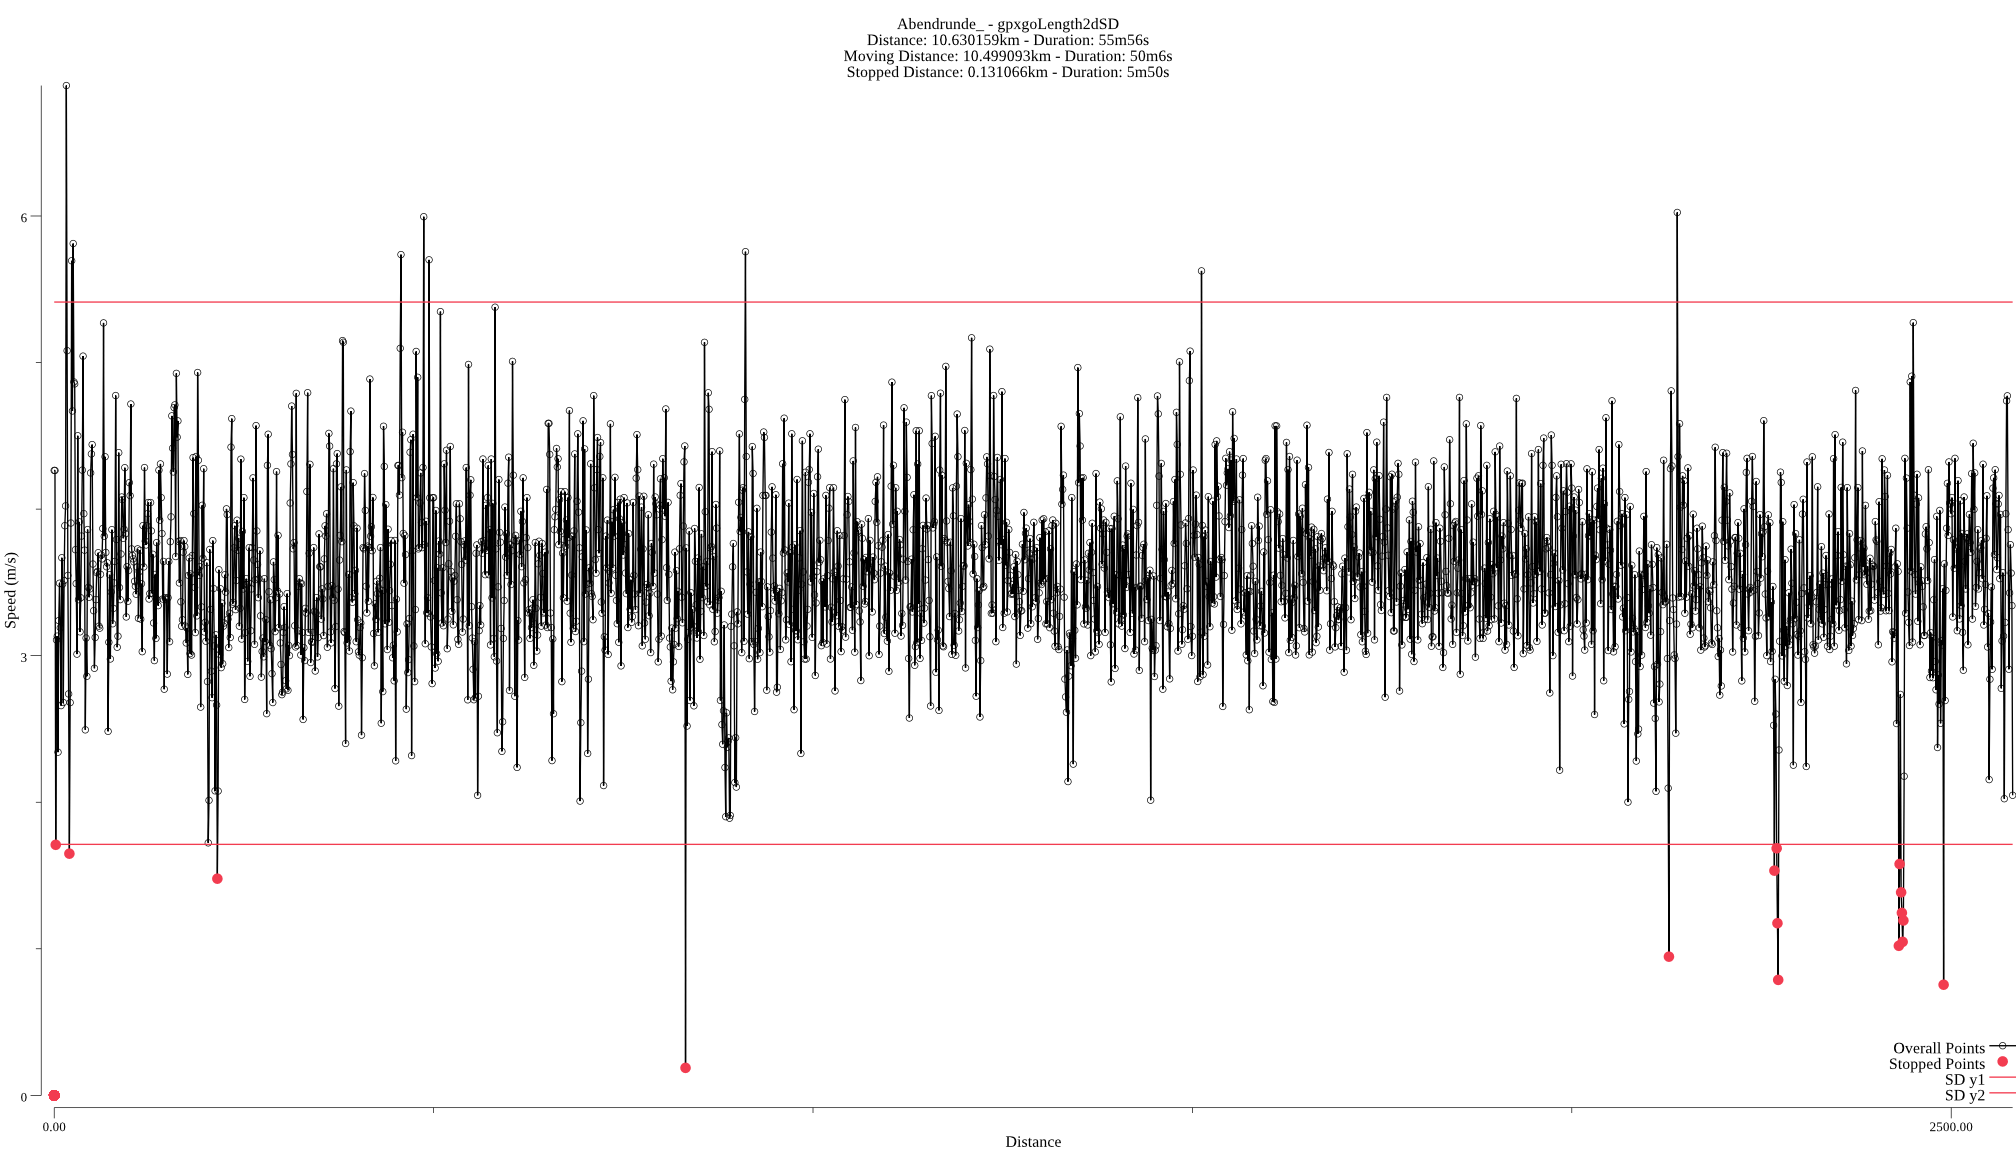 Abendrunde_ - gpxgoLength2dSD
Distance: 10.630159km - Duration: 55m56s
Moving Distance: 10.499093km - Duration: 50m6s
Stopped Distance: 0.131066km - Duration: 5m50s
6
3
0
Speed (m/s)
Overall Points
Stopped Points
SD y1
SD y2
0.00
2500.00
Distance